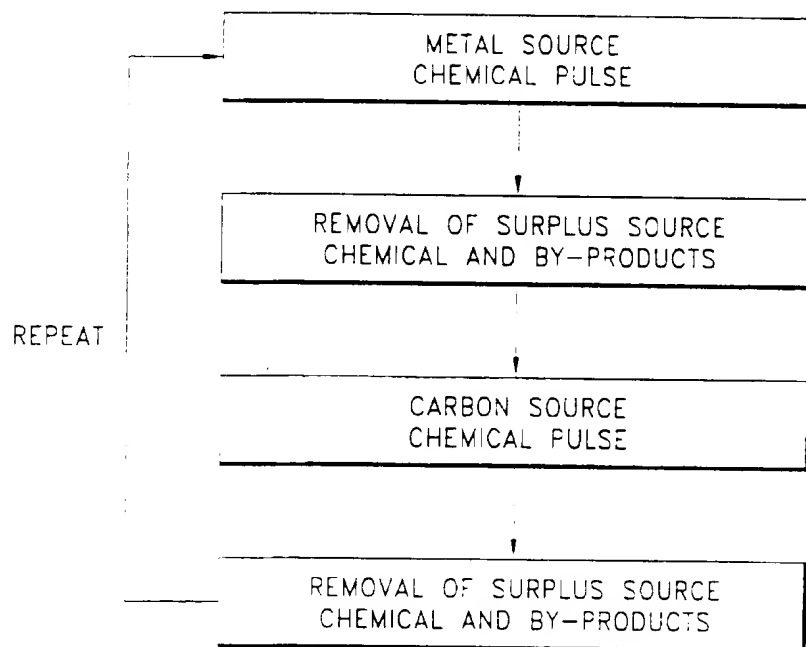 METAL SOURCE
CHEMICAL PULSE
REMOVAL OF SURPLUS SOURCE
CHEMICAL AND BY-PRODUCTS
REPEAT
CARBON SOURCE
CHEMICAL PULSE
REMOVAL OF SURPLUS SOURCE
CHEMICAL AND BY-PRODUCTS